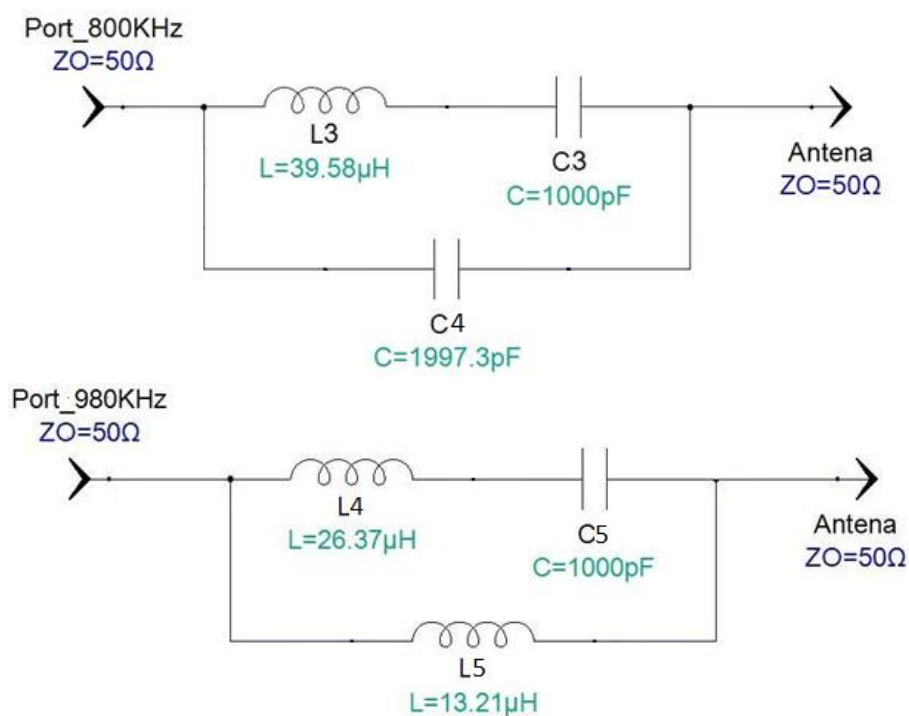 Port_800KHz
ZO=50Ω
L3
L=39.58µH
C3
C=1000pF
Antena
ZO=50Ω
C4
C=1997.3pF
Port_980KHz
ZO=50Ω
L4
L=26.37µH
C5
C=1000pF
Antena
ZO=50Ω
L5
L=13.21µH